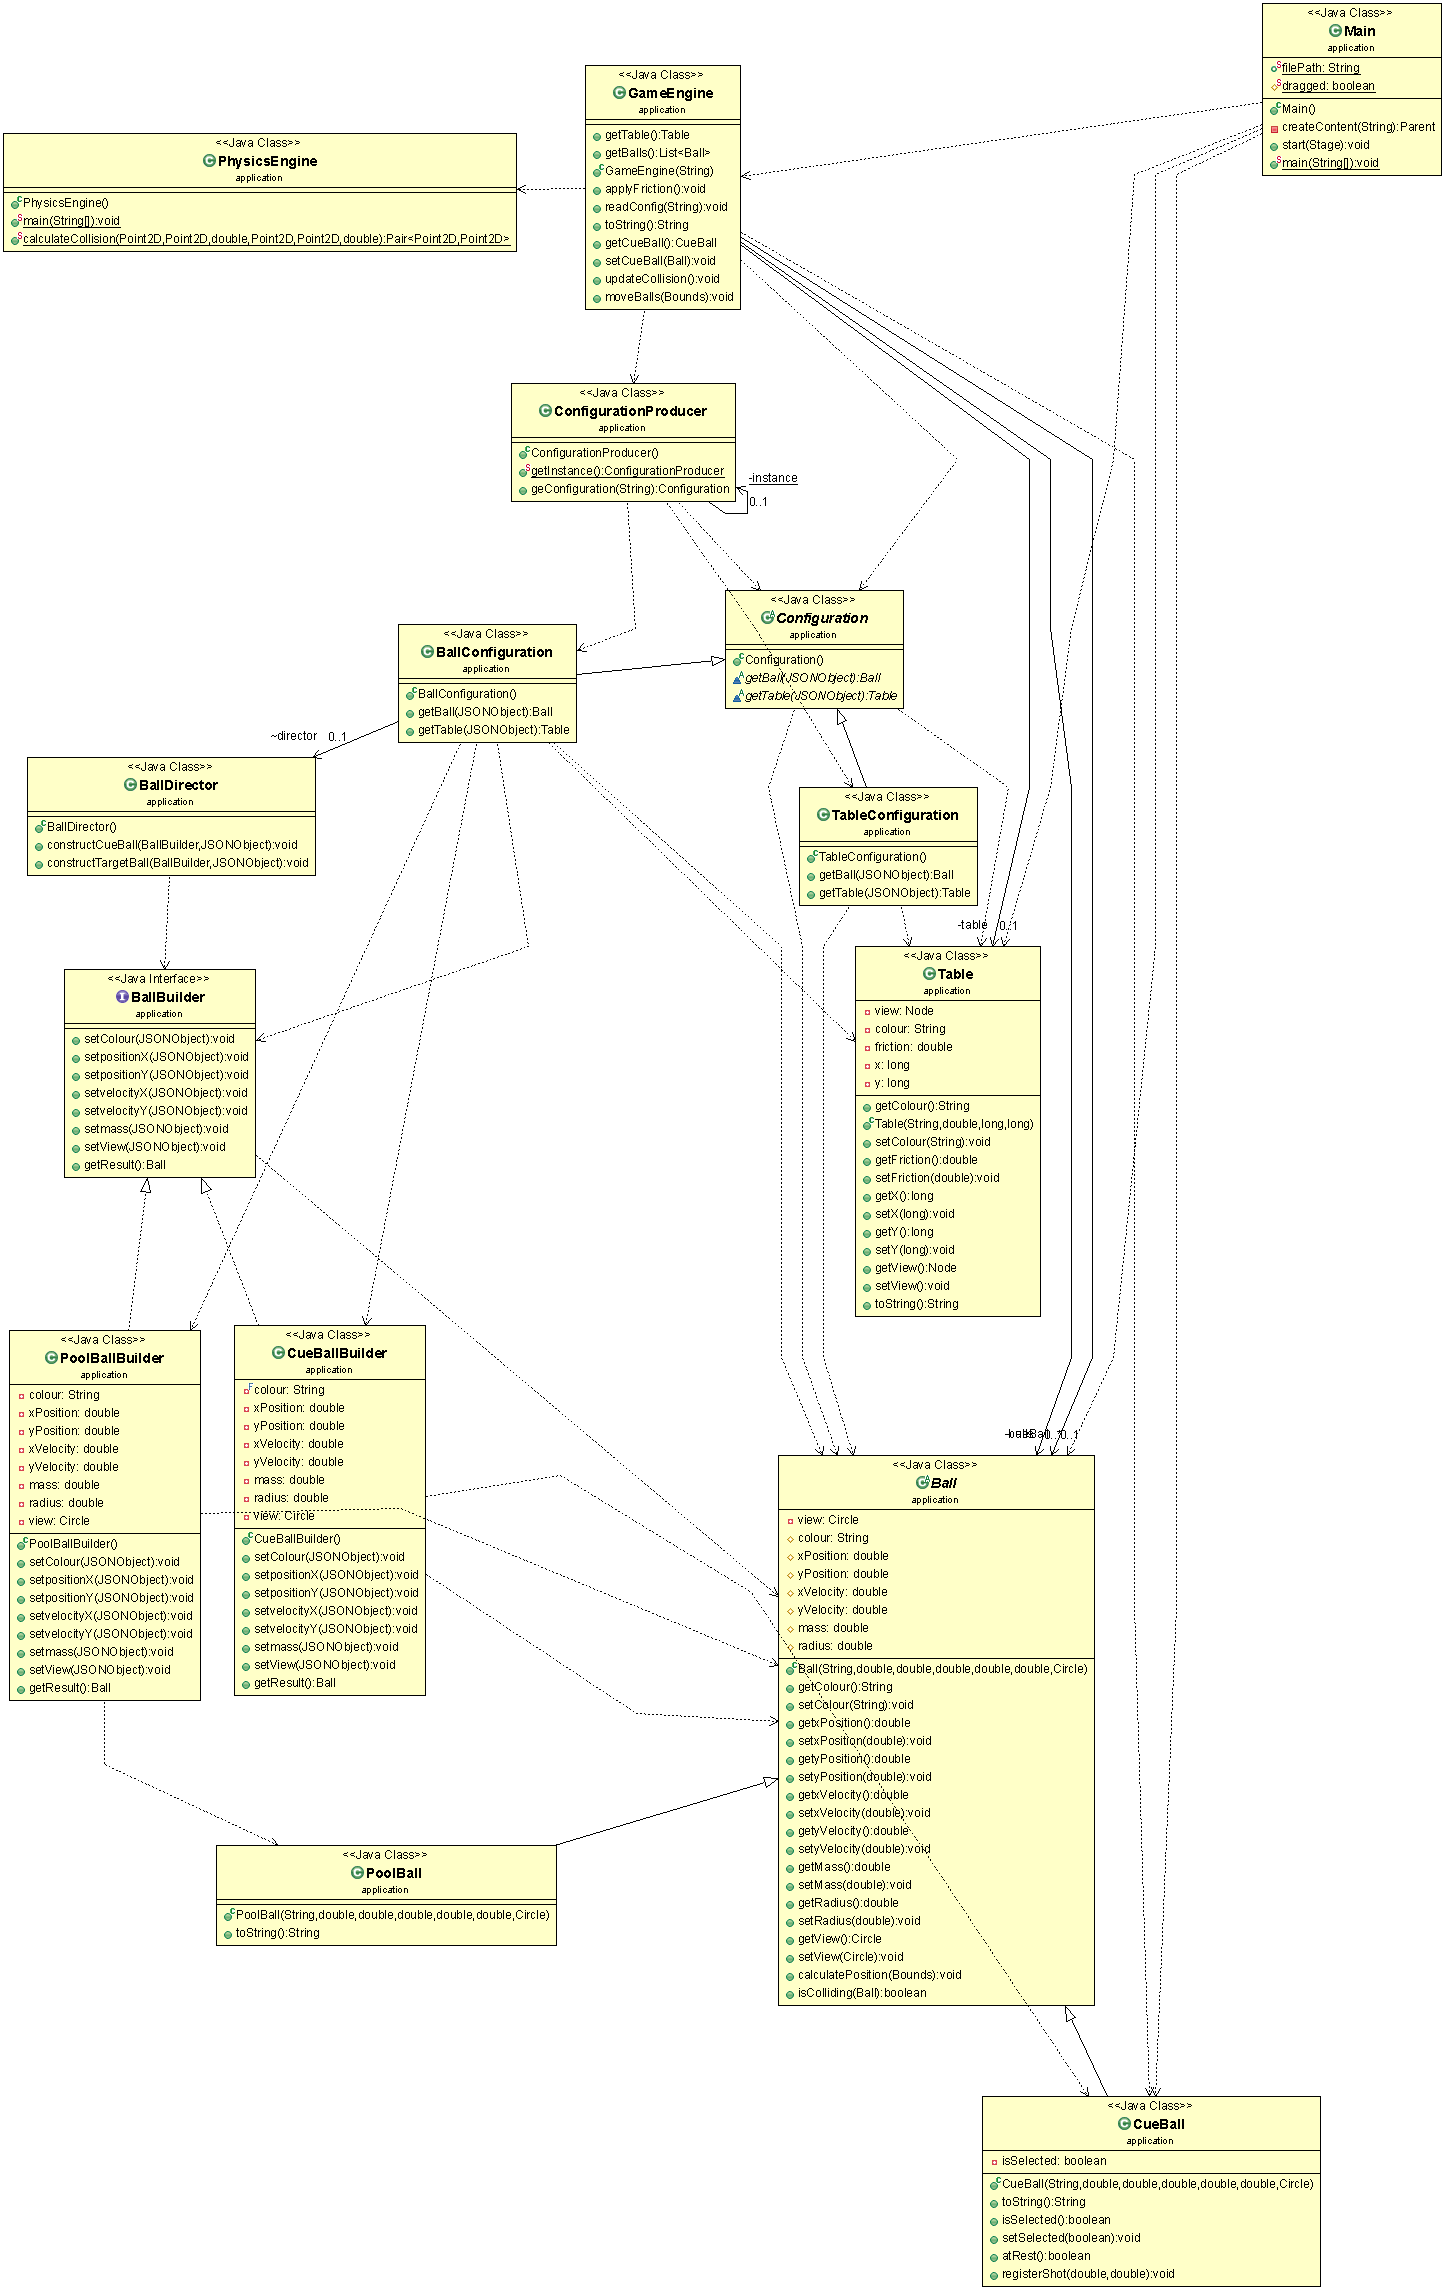 <<Java Class>>
Main
application
filePath: String
dragged: boolean
Main()
createContent(String):Parent
start(Stage):void
main(String[]):void
<<Java Class>>
GameEngine
application
getTable():Table
getBalls():List<Ball>
GameEngine(String)
applyFriction():void
readConfig(String):void
toString():String
getCueBall():CueBall
setCueBall(Ball):void
updateCollision():void
moveBalls(Bounds):void
<<Java Class>>
PhysicsEngine
application
PhysicsEngine()
main(String[]):void
calculateCollision(Point2D,Point2D,double,Point2D,Point2D,double):Pair<Point2D,Point2D>
<<Java Class>>
ConfigurationProducer
application
ConfigurationProducer()
getInstance():ConfigurationProducer
geConfiguration(String):Configuration
-instance
0..1
<<Java Class>>
Configuration
application
Configuration()
getBall(JSONObject):Ball
getTable(JSONObject):Table
<<Java Class>>
BallConfiguration
application
BallConfiguration()
getBall(JSONObject):Ball
getTable(JSONObject):Table
~director 0..1
<<Java Class>>
BallDirector
application
BallDirector()
constructCueBall(BallBuilder,JSONObject):void
constructTargetBall(BallBuilder,JSONObject):void
<<Java Class>>
TableConfiguration
application
TableConfiguration()
getBall(JSONObject):Ball
getTable(JSONObject):Table
-table 0..1
<<Java Class>>
Table
application
view: Node
colour: String
friction: double
x: long
y: long
getColour():String
Table(String,double,long,long)
setColour(String):void
getFriction():double
setFriction(double):void
getX():long
setX(long):void
getY():long
setY(long):void
getView():Node
setView():void
toString():String
<<Java Interface>>
BallBuilder
application
setColour(JSONObject):void
setpositionX(JSONObject):void
setpositionY(JSONObject):void
setvelocityX(JSONObject):void
setvelocityY(JSONObject):void
setmass(JSONObject):void
setView(JSONObject):void
getResult():Ball
<<Java Class>>
PoolBallBuilder
application
colour: String
xPosition: double
yPosition: double
xVelocity: double
yVelocity: double
mass: double
radius: double
view: Circle
PoolBallBuilder()
setColour(JSONObject):void
setpositionX(JSONObject):void
setpositionY(JSONObject):void
setvelocityX(JSONObject):void
setvelocityY(JSONObject):void
setmass(JSONObject):void
setView(JSONObject):void
getResult():Ball
<<Java Class>>
CueBallBuilder
application
colour: String
xPosition: double
yPosition: double
xVelocity: double
yVelocity: double
mass: double
radius: double
view: Circle
CueBallBuilder()
setColour(JSONObject):void
setpositionX(JSONObject):void
setpositionY(JSONObject):void
setvelocityX(JSONObject):void
setvelocityY(JSONObject):void
setmass(JSONObject):void
setView(JSONObject):void
getResult():Ball
0..1
<<Java Class>>
Ball
application
view: Circle
colour: String
xPosition: double
yPosition: double
xVelocity: double
yVelocity: double
mass: double
radius: double
Ball(String,double,double,double,double,double,Circle)
getColour():String
setColour(String):void
getxPosition():double
setxPosition(double):void
getyPosition():double
setyPosition(double):void
getxVelocity():double
setxVelocity(double):void
getyVelocity():double
setyVelocity(double):void
getMass():double
setMass(double):void
getRadius():double
setRadius(double):void
getView():Circle
setView(Circle):void
calculatePosition(Bounds):void
isColliding(Ball):boolean
<<Java Class>>
PoolBall
application
PoolBall(String,double,double,double,double,double,Circle)
toString():String
<<Java Class>>
CueBall
application
isSelected: boolean
CueBall(String,double,double,double,double,double,Circle)
toString():String
isSelected():boolean
setSelected(boolean):void
atRest():boolean
registerShot(double,double):void